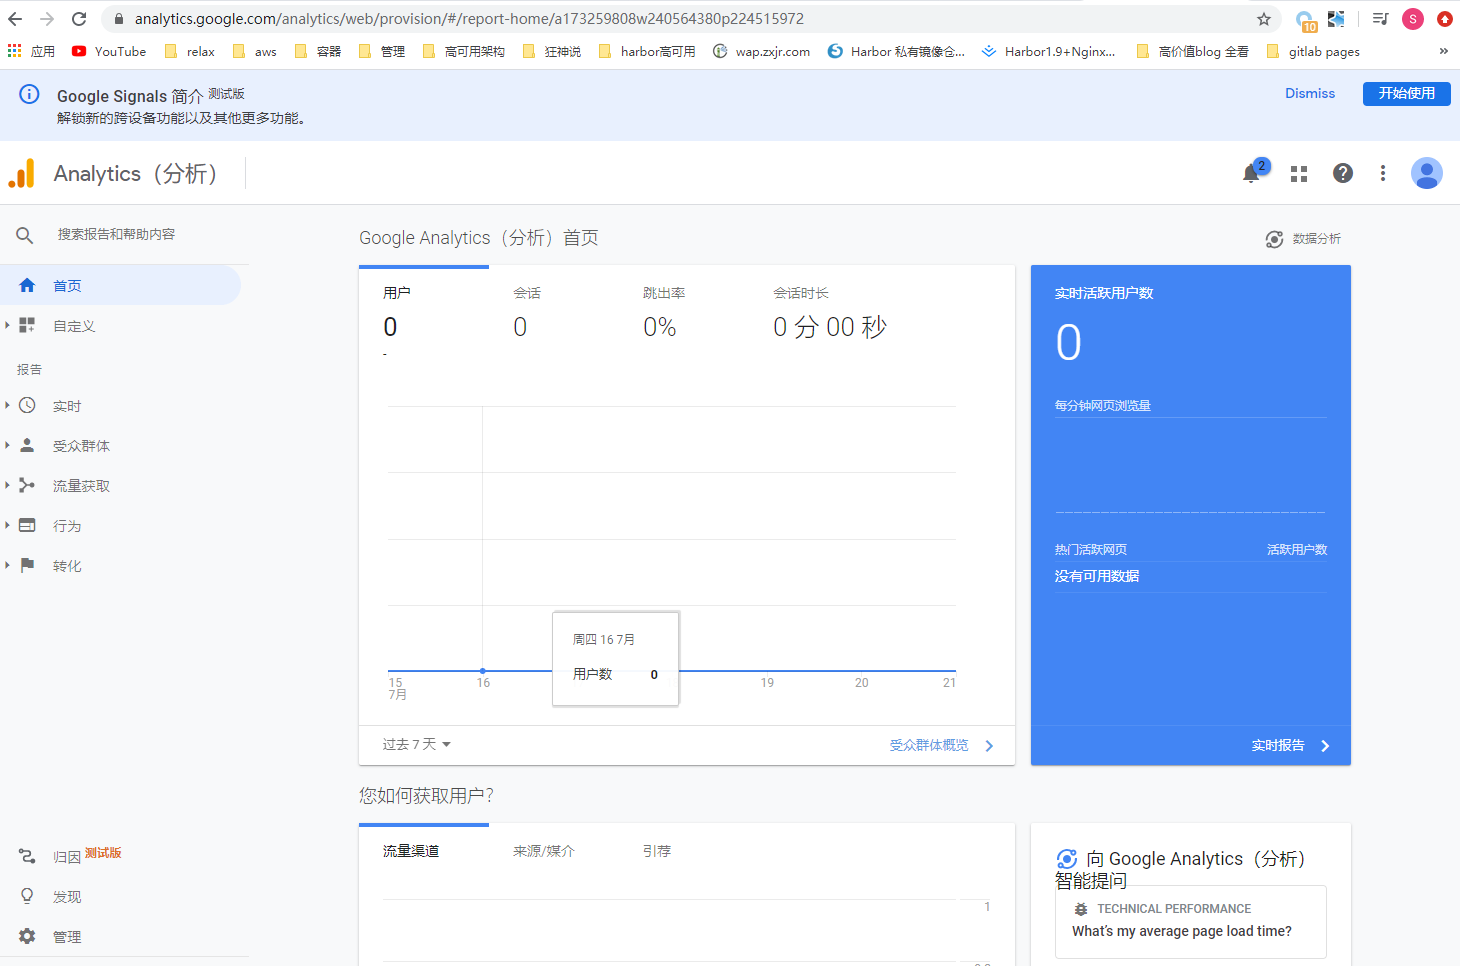 analytics.google.com/analytics/web/provision/#/report-home/a173259808w240564380p224515972
10
S
应用 YouTube relax aws 容器 管理 高可用架构 狂神说 harbor高可用 wap.zxjr.com Harbor 私有镜像仓... Harbor1.9+Nginx... 高价值blog 全看 gitlab pages »
Google Signals 简介 测试版
Dismiss
开始使用
解锁新的跨设备功能以及其他更多功能。
Analytics（分析）
2
搜索报告和帮助内容
首页
自定义
报告
实时
受众群体
流量获取
行为
转化
归因 测试版
发现
管理
Google Analytics（分析）首页
数据分析
用户 会话 跳出率 会话时长
0 0 0% 0 分 00 秒
-
周四 16 7月
用户数 0
15 16 19 20 21
7月
过去 7 天
受众群体概览
实时活跃用户数
0
每分钟网页浏览量
热门活跃网页 活跃用户数
没有可用数据
实时报告
您如何获取用户？
流量渠道 来源/媒介 引荐
1
向 Google Analytics（分析）
智能提问
TECHNICAL PERFORMANCE
What's my average page load time?